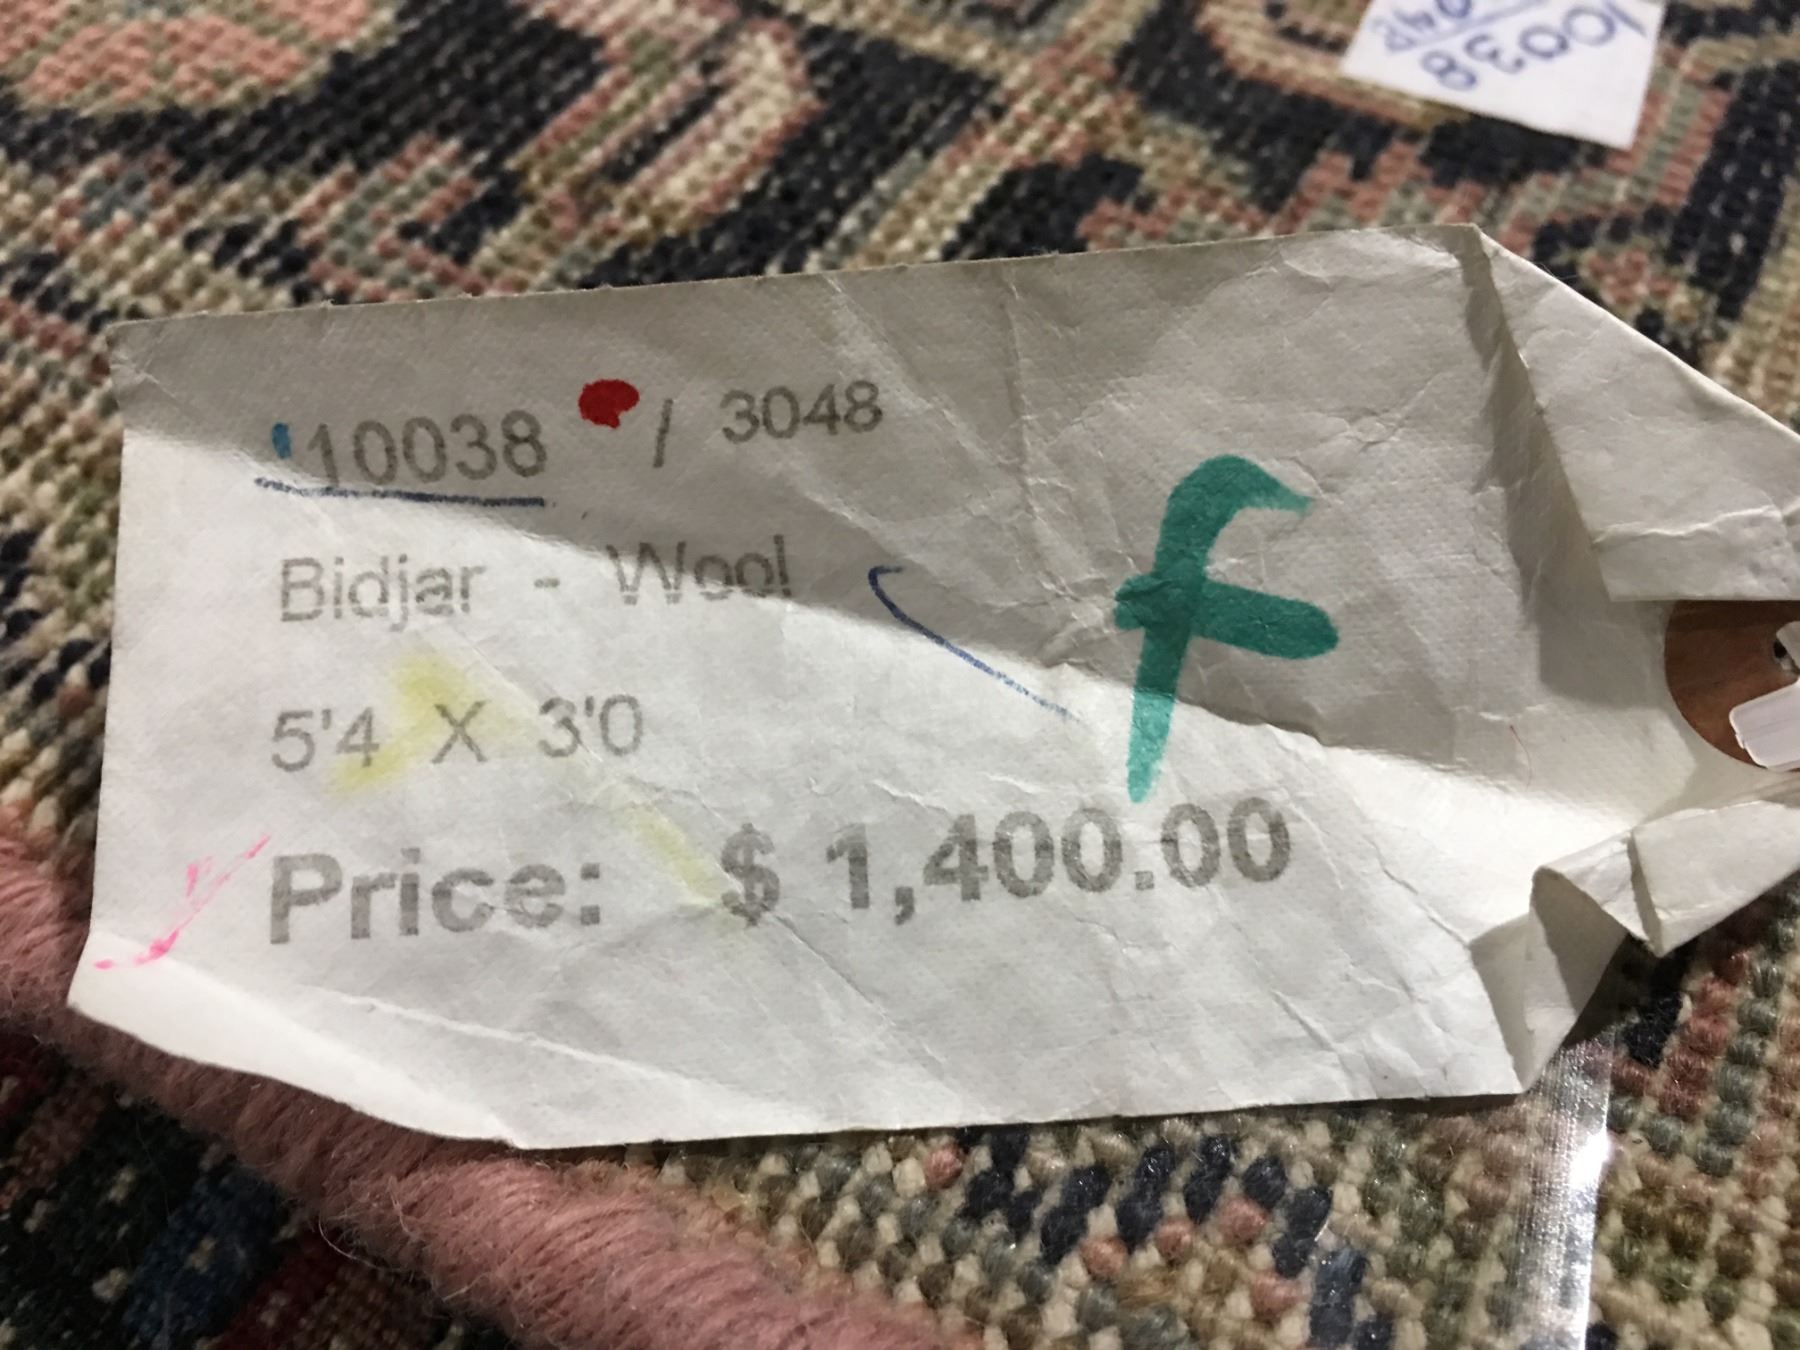 10038
10038 / 3048
Bidjar - Wool
5'4 X 3'0
Price: $ 1,400.00
f